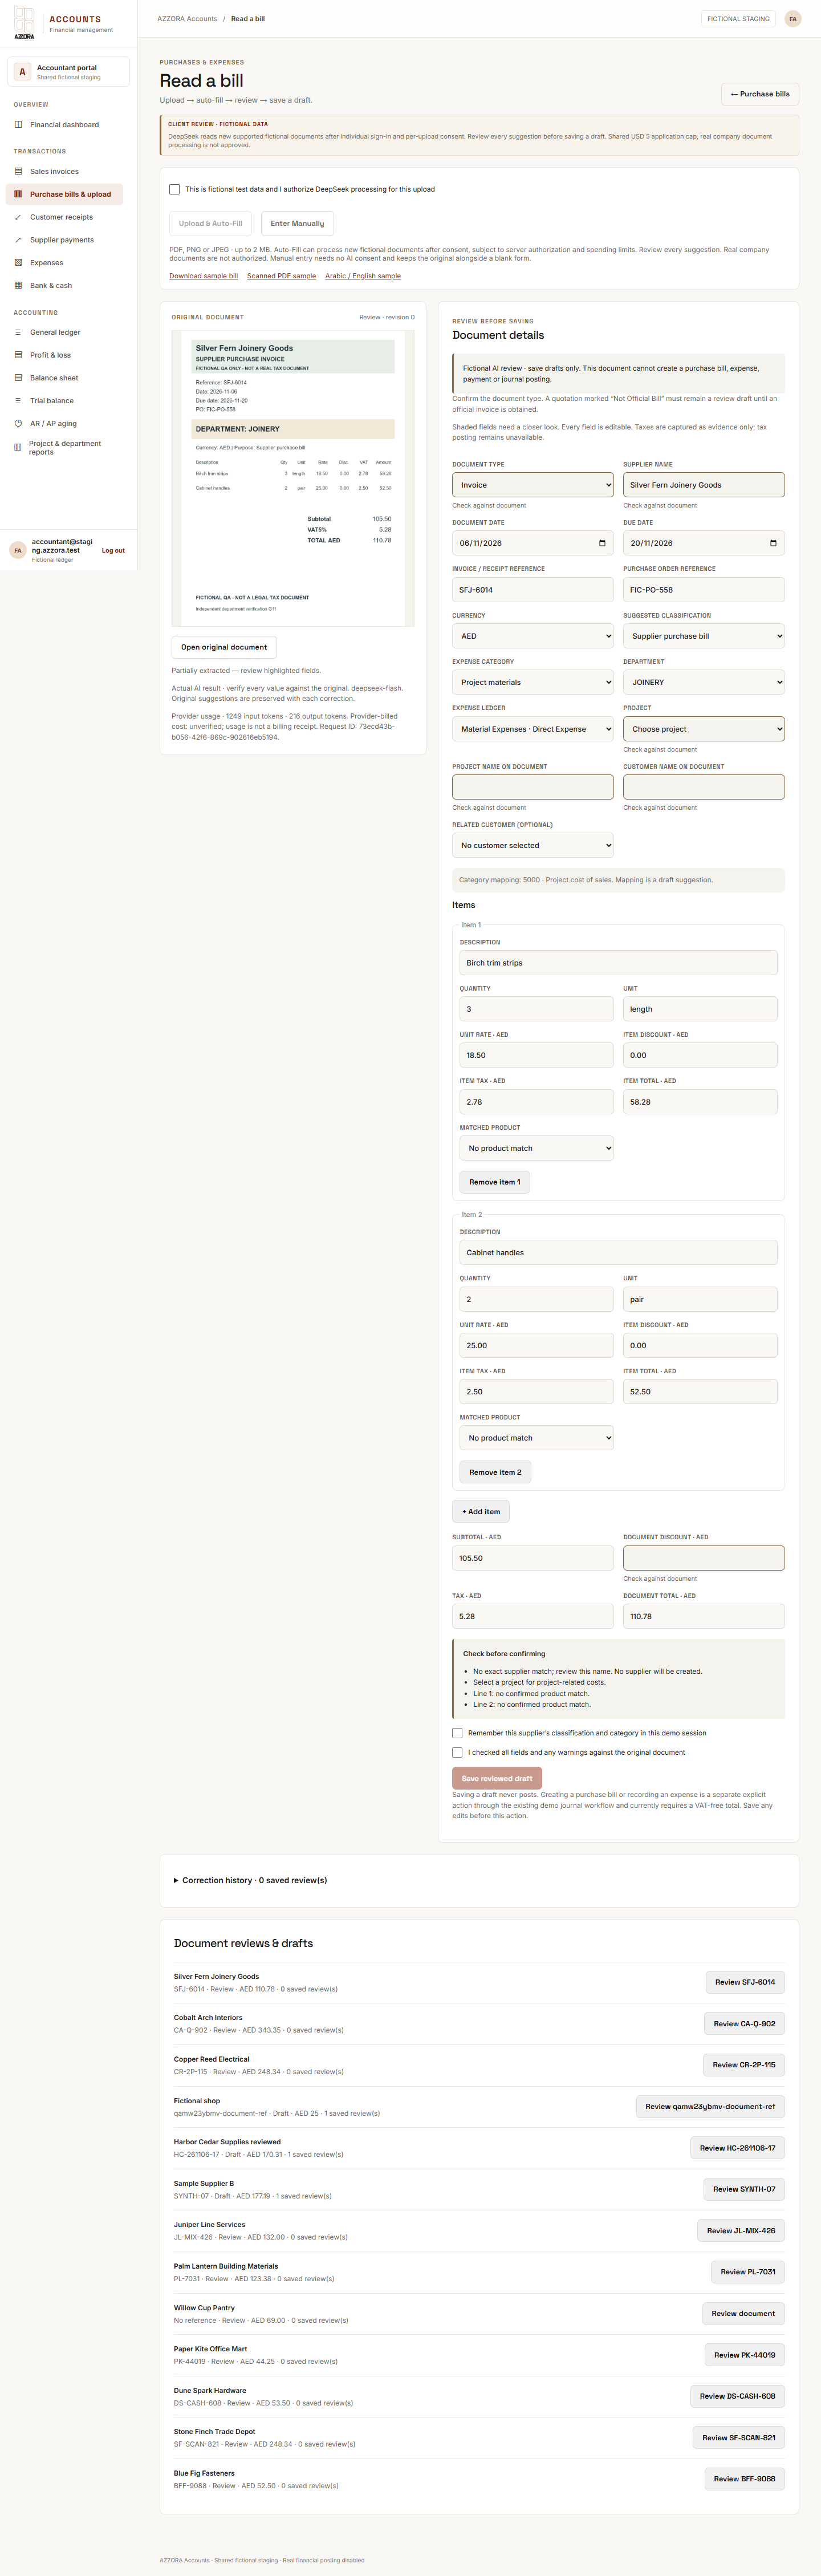 AZZORA
ACCOUNTS
Financial management
A
Accountant portal
Shared fictional staging
OVERVIEW
Financial dashboard
TRANSACTIONS
Sales invoices
Purchase bills & upload
Customer receipts
Supplier payments
Expenses
Bank & cash
ACCOUNTING
General ledger
Profit & loss
Balance sheet
Trial balance
AR / AP aging
Project & department
reports
FA
accountant@stagi
ng.azzora.test
Fictional ledger
Log out
AZZORA Accounts / Read a bill
FICTIONAL STAGING
FA
PURCHASES & EXPENSES
Read a bill
Upload → auto-fill → review → save a draft.
← Purchase bills
CLIENT REVIEW · FICTIONAL DATA
DeepSeek reads new supported fictional documents after individual sign-in and per-upload consent. Review every suggestion before saving a draft. Shared USD 5 application cap; real company document
processing is not approved.
This is fictional test data and I authorize DeepSeek processing for this upload
Upload & Auto-Fill
Enter Manually
PDF, PNG or JPEG · up to 2 MB. Auto-Fill can process new fictional documents after consent, subject to server authorization and spending limits. Review every suggestion. Real company
documents are not authorized. Manual entry needs no AI consent and keeps the original alongside a blank form.
Download sample bill Scanned PDF sample Arabic / English sample
ORIGINAL DOCUMENT
Review · revision 0
Silver Fern Joinery Goods
SUPPLIER PURCHASE INVOICE
FICTIONAL QA ONLY - NOT A REAL TAX DOCUMENT
Reference: SFJ-6014
Date: 2026-11-06
Due date: 2026-11-20
PO: FIC-PO-558
DEPARTMENT: JOINERY
Currency: AED | Purpose: Supplier purchase bill
Description Qty Unit Rate Disc. VAT Amount
Birch trim strips 3 length 18.50 0.00 2.78 58.28
Cabinet handles 2 pair 25.00 0.00 2.50 52.50
Subtotal 105.50
VAT5% 5.28
TOTAL AED 110.78
FICTIONAL QA - NOT A LEGAL TAX DOCUMENT
Independent department verification G11
Open original document
Partially extracted — review highlighted fields.
Actual AI result · verify every value against the original. deepseek-flash.
Original suggestions are preserved with each correction.
Provider usage · 1249 input tokens · 216 output tokens. Provider-billed
cost: unverified; usage is not a billing receipt. Request ID: 73ecd43b-
b056-42f6-869c-902616eb5194.
REVIEW BEFORE SAVING
Document details
Fictional AI review · save drafts only. This document cannot create a purchase bill, expense,
payment or journal posting.
Confirm the document type. A quotation marked “Not Official Bill” must remain a review draft until an
official invoice is obtained.
Shaded fields need a closer look. Every field is editable. Taxes are captured as evidence only; tax
posting remains unavailable.
DOCUMENT TYPE
SUPPLIER NAME
Invoice
Silver Fern Joinery Goods
Check against document
Check against document
DOCUMENT DATE
DUE DATE
06/11/2026
20/11/2026
INVOICE / RECEIPT REFERENCE
PURCHASE ORDER REFERENCE
SFJ-6014
FIC-PO-558
CURRENCY
SUGGESTED CLASSIFICATION
AED
Supplier purchase bill
EXPENSE CATEGORY
DEPARTMENT
Project materials
JOINERY
EXPENSE LEDGER
PROJECT
Material Expenses · Direct Expense
Choose project
Check against document
PROJECT NAME ON DOCUMENT
CUSTOMER NAME ON DOCUMENT
Check against document
Check against document
RELATED CUSTOMER (OPTIONAL)
No customer selected
Category mapping: 5000 · Project cost of sales. Mapping is a draft suggestion.
Items
Item 1
DESCRIPTION
Birch trim strips
QUANTITY
UNIT
3
length
UNIT RATE · AED
ITEM DISCOUNT · AED
18.50
0.00
ITEM TAX · AED
ITEM TOTAL · AED
2.78
58.28
MATCHED PRODUCT
No product match
Remove item 1
Item 2
DESCRIPTION
Cabinet handles
QUANTITY
UNIT
2
pair
UNIT RATE · AED
ITEM DISCOUNT · AED
25.00
0.00
ITEM TAX · AED
ITEM TOTAL · AED
2.50
52.50
MATCHED PRODUCT
No product match
Remove item 2
+ Add item
SUBTOTAL · AED
DOCUMENT DISCOUNT · AED
105.50
Check against document
TAX · AED
DOCUMENT TOTAL · AED
5.28
110.78
Check before confirming
• No exact supplier match; review this name. No supplier will be created.
• Select a project for project-related costs.
• Line 1: no confirmed product match.
• Line 2: no confirmed product match.
Remember this supplier's classification and category in this demo session
I checked all fields and any warnings against the original document
Save reviewed draft
Saving a draft never posts. Creating a purchase bill or recording an expense is a separate explicit
action through the existing demo journal workflow and currently requires a VAT-free total. Save any
edits before this action.
Correction history · 0 saved review(s)
Document reviews & drafts
Silver Fern Joinery Goods
SFJ-6014 · Review · AED 110.78 · 0 saved review(s)
Review SFJ-6014
Cobalt Arch Interiors
CA-Q-902 · Review · AED 343.35 · 0 saved review(s)
Review CA-Q-902
Copper Reed Electrical
CR-2P-115 · Review · AED 248.34 · 0 saved review(s)
Review CR-2P-115
Fictional shop
qamw23ybmv-document-ref · Draft · AED 25 · 1 saved review(s)
Review qamw23ybmv-document-ref
Harbor Cedar Supplies reviewed
HC-261106-17 · Draft · AED 170.31 · 1 saved review(s)
Review HC-261106-17
Sample Supplier B
SYNTH-07 · Draft · AED 177.19 · 1 saved review(s)
Review SYNTH-07
Juniper Line Services
JL-MIX-426 · Review · AED 132.00 · 0 saved review(s)
Review JL-MIX-426
Palm Lantern Building Materials
PL-7031 · Review · AED 123.38 · 0 saved review(s)
Review PL-7031
Willow Cup Pantry
No reference · Review · AED 69.00 · 0 saved review(s)
Review document
Paper Kite Office Mart
PK-44019 · Review · AED 44.25 · 0 saved review(s)
Review PK-44019
Dune Spark Hardware
DS-CASH-608 · Review · AED 53.50 · 0 saved review(s)
Review DS-CASH-608
Stone Finch Trade Depot
SF-SCAN-821 · Review · AED 248.34 · 0 saved review(s)
Review SF-SCAN-821
Blue Fig Fasteners
BFF-9088 · Review · AED 52.50 · 0 saved review(s)
Review BFF-9088
AZZORA Accounts · Shared fictional staging · Real financial posting disabled